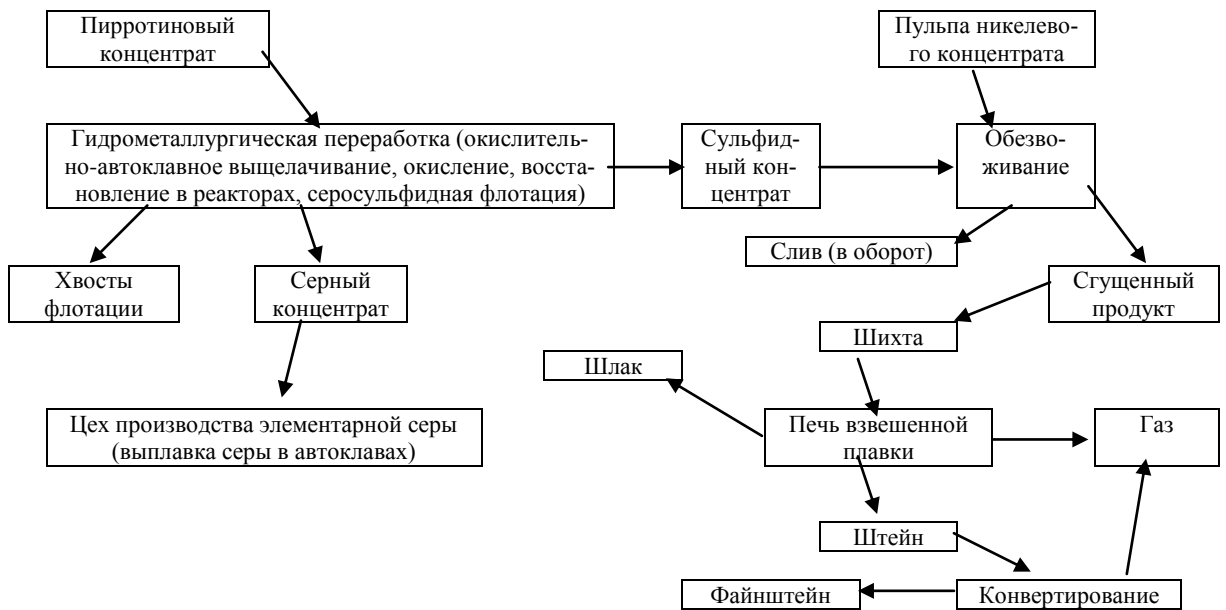 Пирротиновый
концентрат
Пульпа никелево-
го концентрата
Гидрометаллургическая переработка (окислитель-
но-автоклавное выщелачивание, окисление, восста-
новление в реакторах, серосульфидная флотация)
Сульфид-
ный кон-
центрат
Обезво-
живание
Слив (в оборот)
Хвосты
флотации
Серный
концентрат
Сгущенный
продукт
Шихта
Шлак
Цех производства элементарной серы
(выплавка серы в автоклавах)
Печь взвешенной
плавки
Газ
Штейн
Файнштейн
Конвертирование